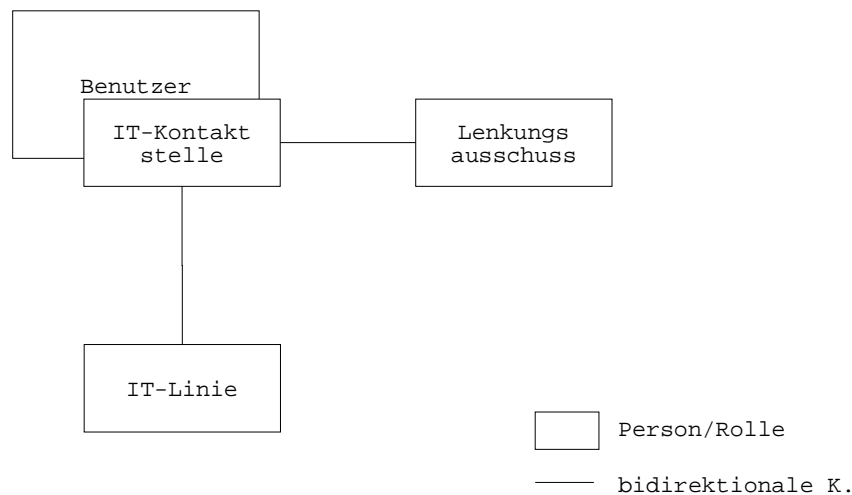 Benutzer
IT-Kontakt
stelle
Lenkungs
ausschuss
IT-Linie
Person/Rolle
bidirektionale K.